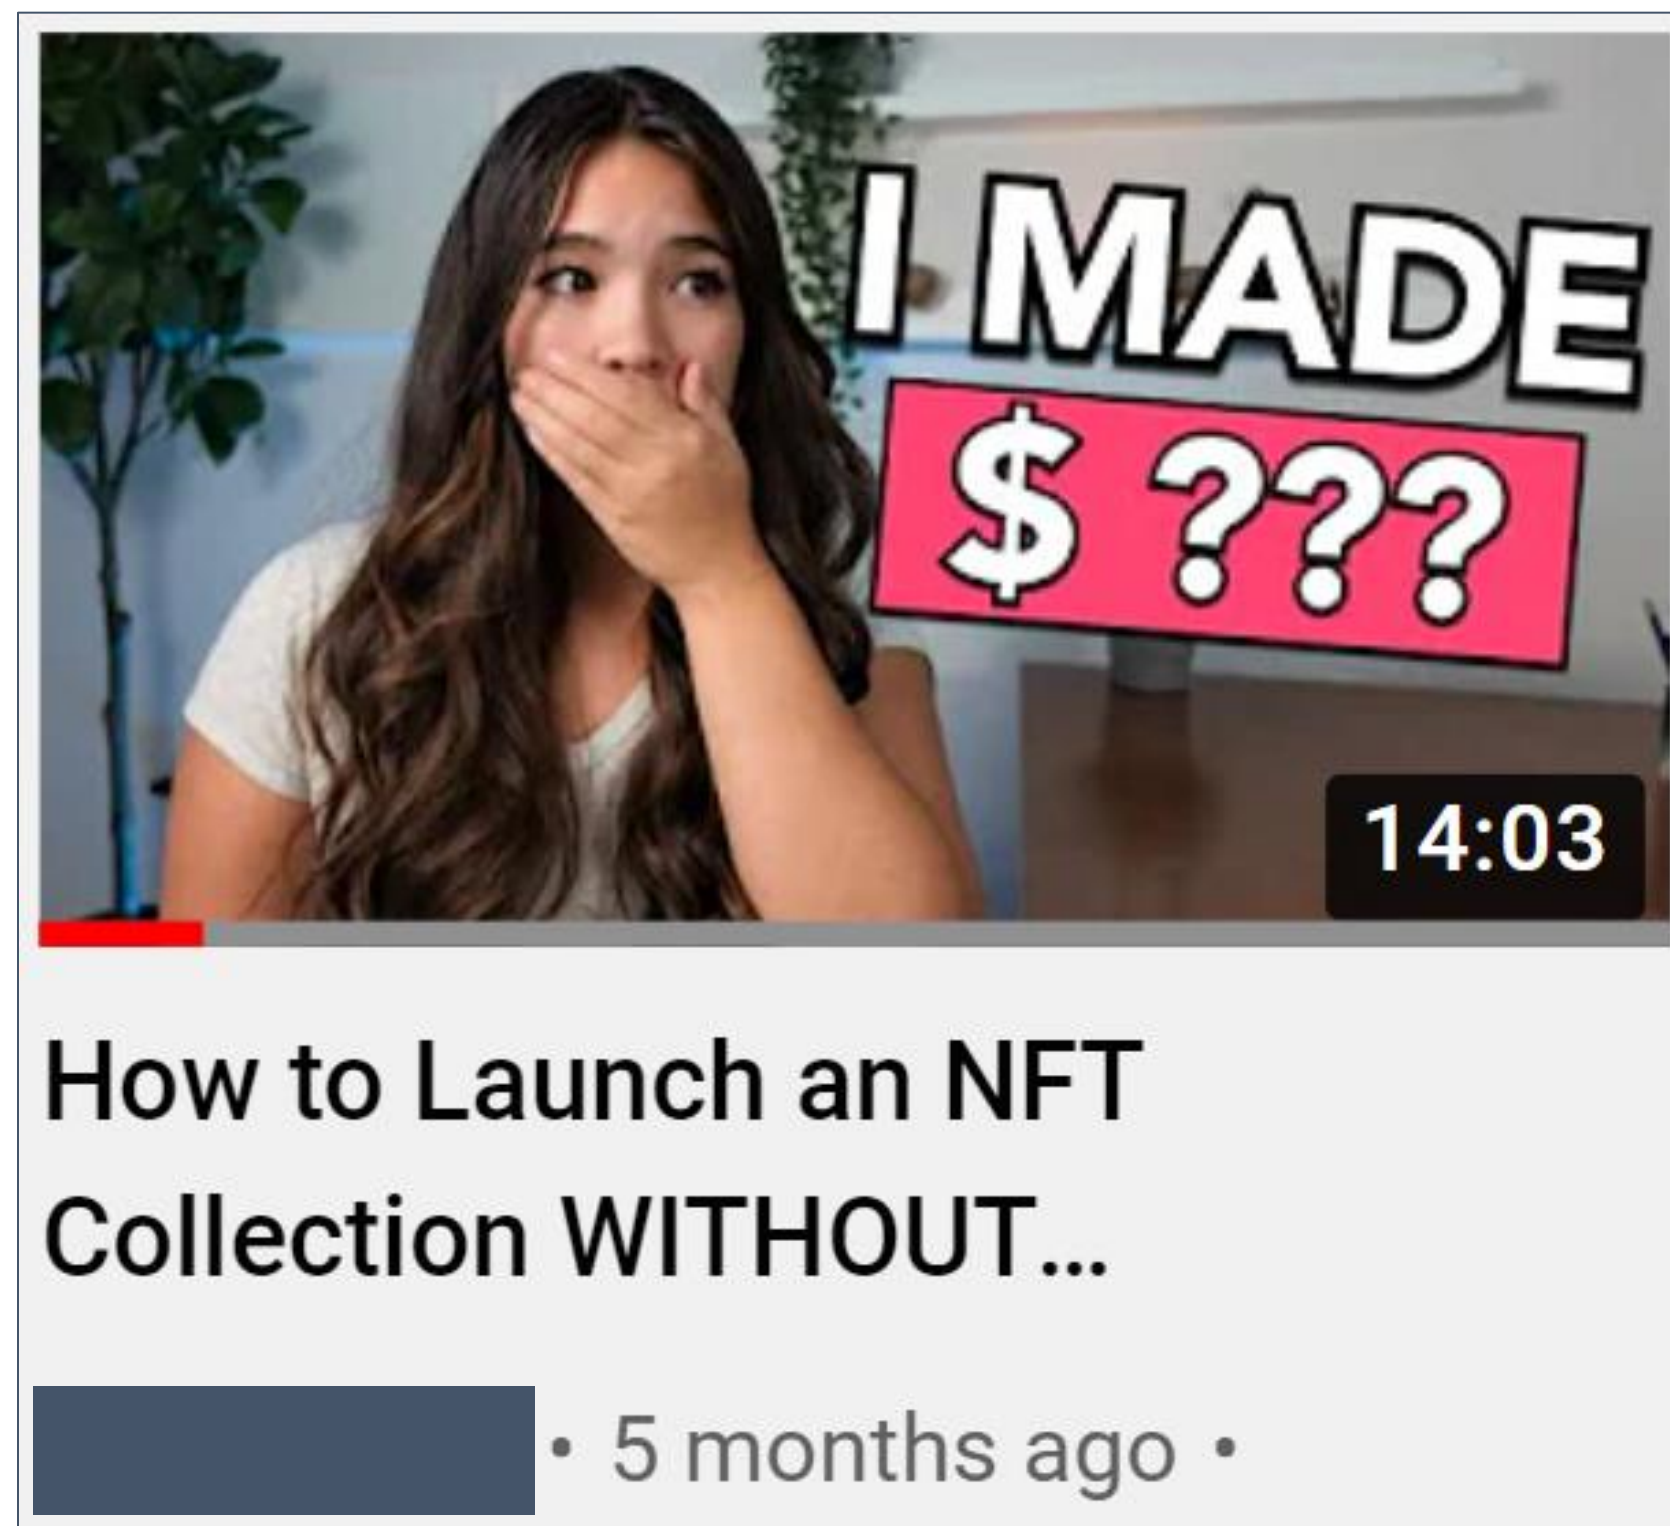 I MADE
$ ???
14:03
How to Launch an NFT
Collection WITHOUT...
• 5 months ago •